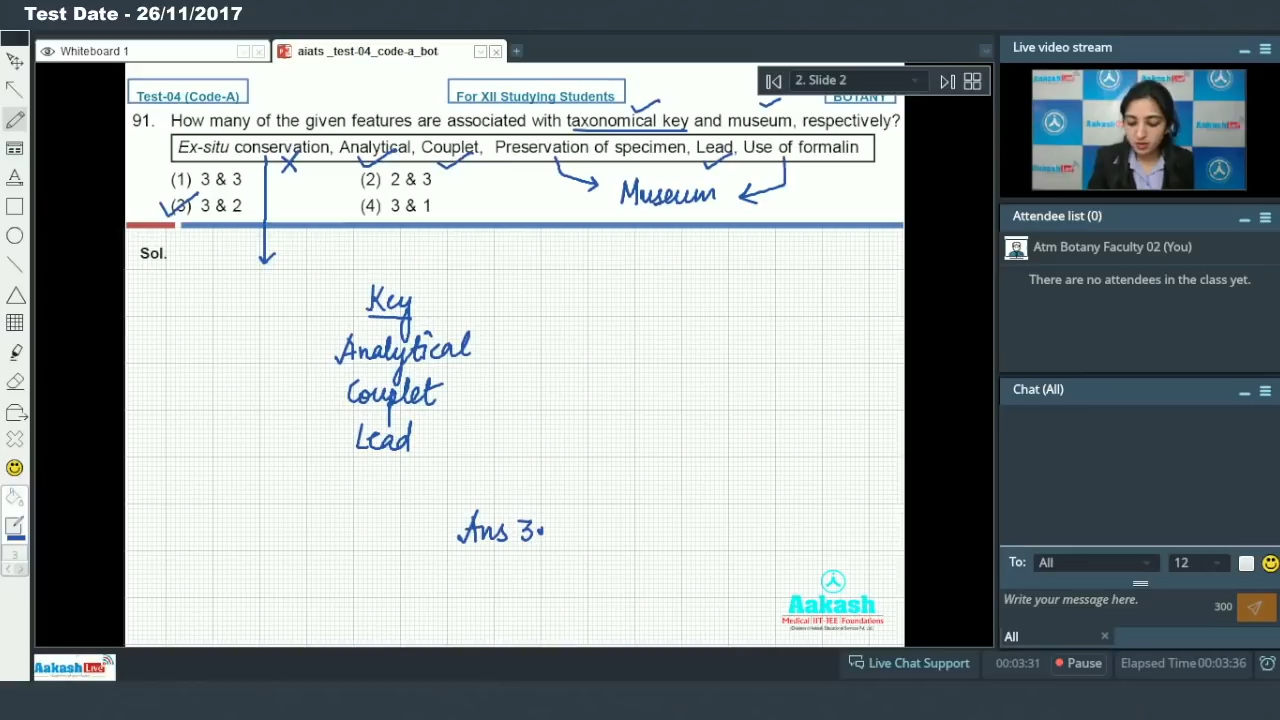 Test Date - 26/11/2017
Whiteboard 1
aiats _test-04_code-a_bot
2. Slide 2
Live video stream
Test-04 (Code-A)
For XII Studying Students
BOTANY
91. How many of the given features are associated with taxonomical key and museum, respectively?
Ex-situ conservation, Analytical, Couplet, Preservation of specimen, Lead, Use of formalin
(1) 3 & 3
(2) 2 & 3
(3) 3 & 2
(4) 3 & 1
Museum
Sol.
Key
Analytical
Couplet
Lead
Ans 3.
Aakash
Medical|IIT-JEE|Foundations
Attendee list (0)
Atm Botany Faculty 02 (You)
There are no attendees in the class yet.
Chat (All)
To: All 12
Write your message here.
300
All
3
Aakash Live
Live Chat Support
00:03:31
Pause
Elapsed Time 00:03:36